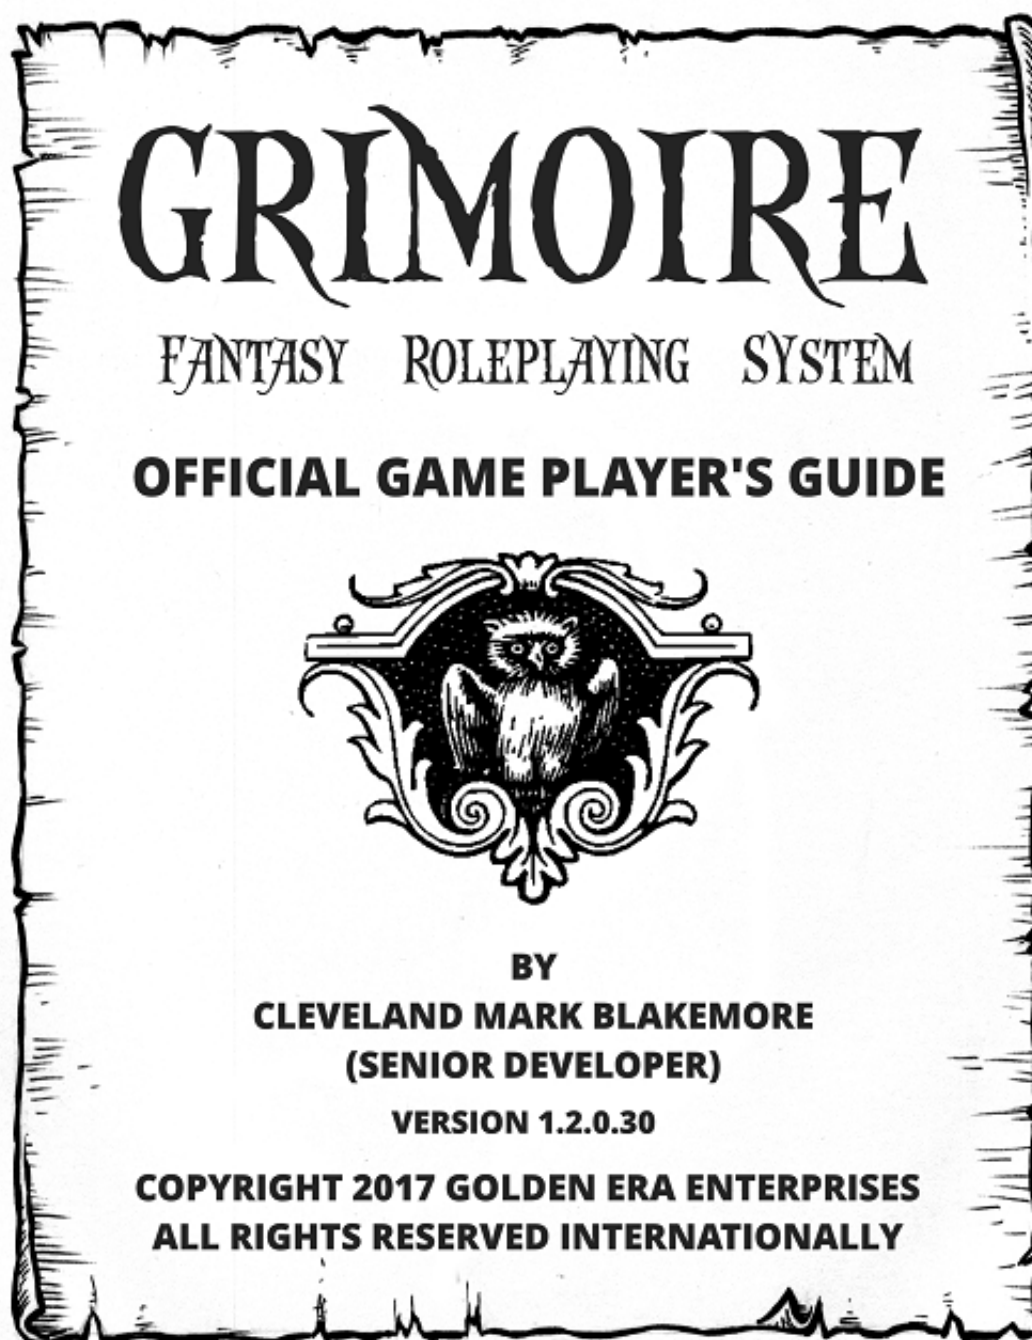 GRIMOIRE
FANTASY ROLEPLAYING SYSTEM
OFFICIAL GAME PLAYER'S GUIDE
BY
CLEVELAND MARK BLAKEMORE
(SENIOR DEVELOPER)
VERSION 1.2.0.30
COPYRIGHT 2017 GOLDEN ERA ENTERPRISES
ALL RIGHTS RESERVED INTERNATIONALLY